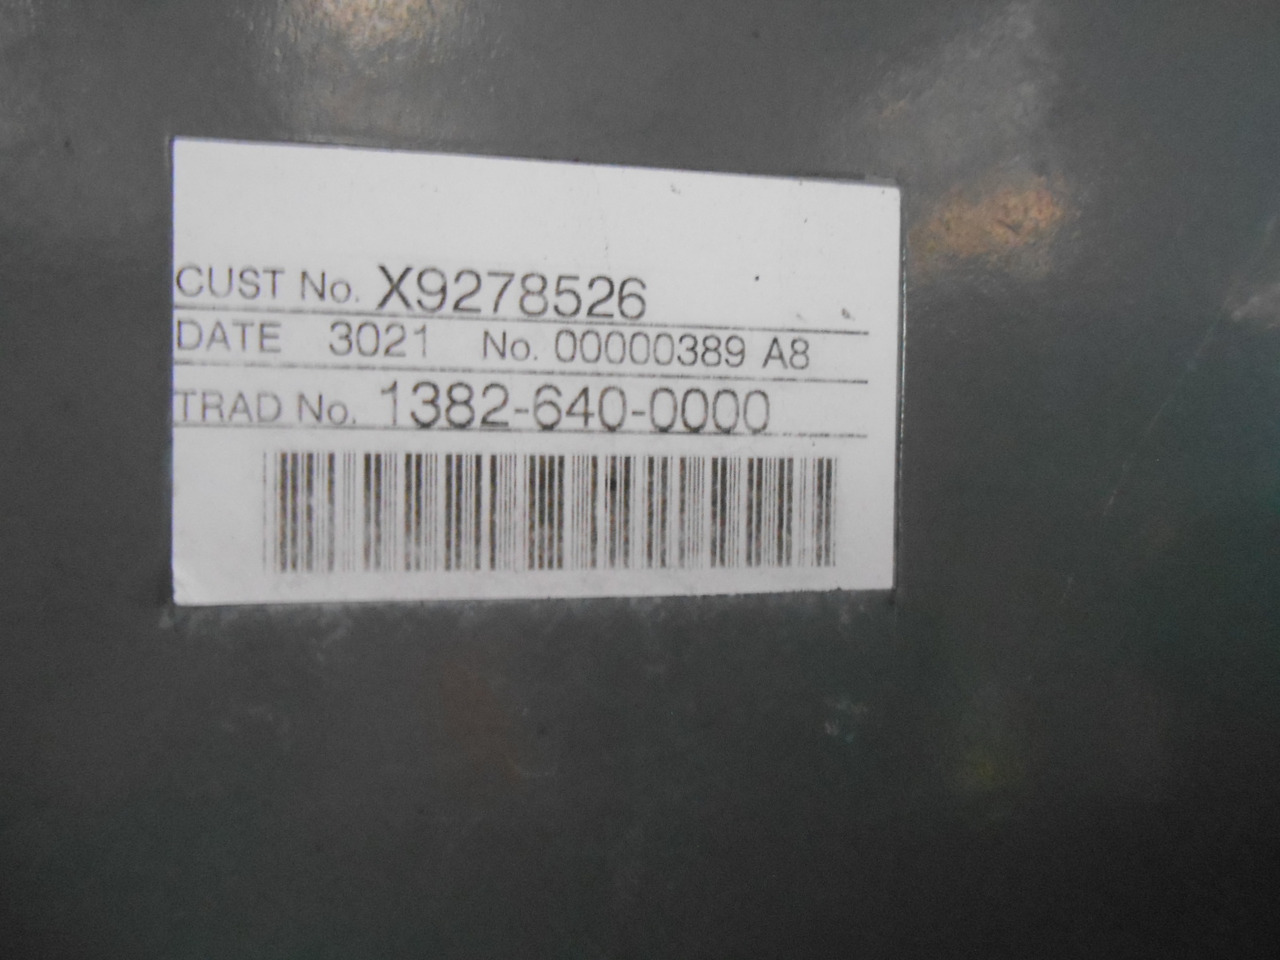 CUST No. X9278526
DATE 3021 No. 00000389 A8
TRAD No. 1382-640-0000